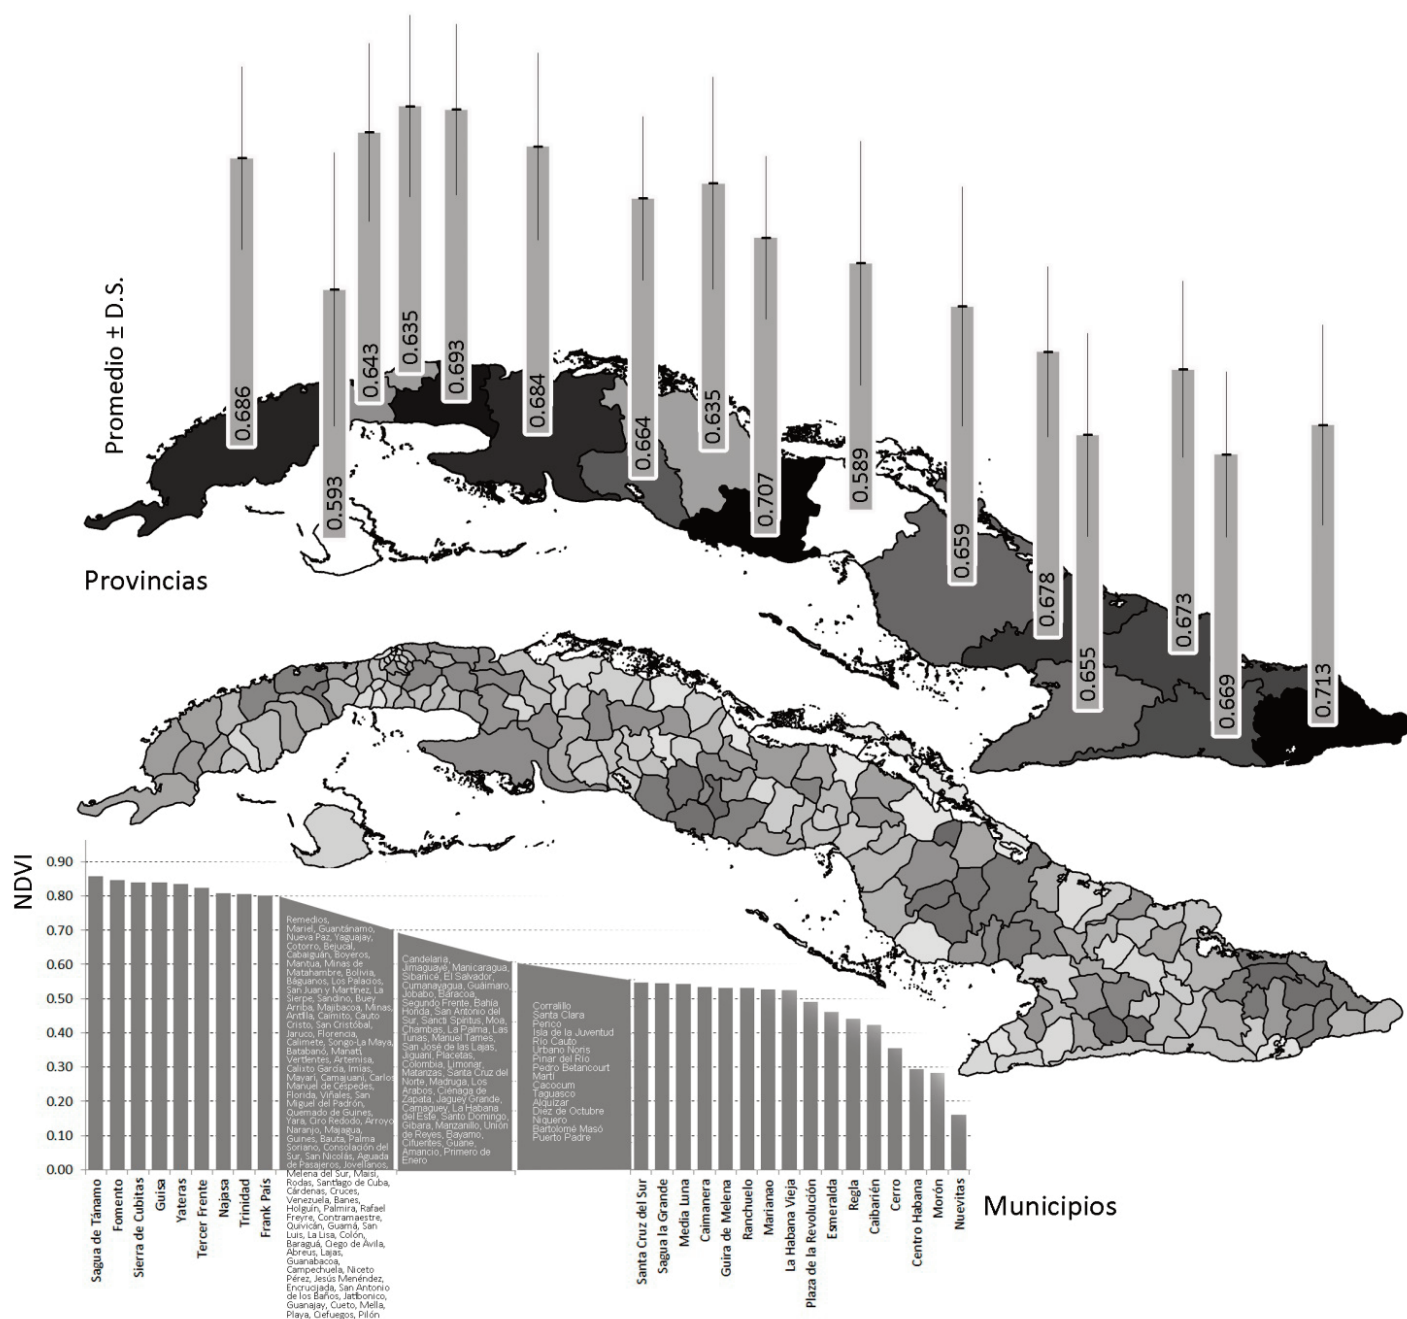 Promedio ± D.S.
0.686
0.593
0.643
0.635
0.693
0.684
0.664
0.635
0.707
0.589
0.659
0.678
0.655
0.673
0.669
0.713
Provincias
NDVI
0.90
0.80
0.70
0.60
0.50
0.40
0.30
0.20
0.10
0.00
Sagua de Tánamo
Fomento
Sierra de Cubitas
Guisa
Yateras
Tercer Frente
Najasa
Trinidad
Frank País
Remedios,
Mariel, Guantánamo,
Nueva Paz, Yaguajay,
Cotorro, Bejucal,
Cabaiguán, Boyeros,
Mantua, Minas de
Matahambre, Bolivia,
Báguanos, Los Palacios,
San Juan y Martínez, La
Sierpe, Sandino, Buey
Arriba, Majibacoa, Minas,
Antilla, Caimito, Cauto
Cristo, San Cristóbal,
Jaruco, Florencia,
Calimete, Songo-La Maya,
Batabanó, Manatí,
Vertientes, Artemisa,
Calixto García, Imías,
Mayarí, Camajuani, Carlos
Manuel de Céspedes,
Florida, Viñales, San
Miguel del Padrón,
Quemado de Guines,
Yara, Ciro Redodo, Arroyo
Naranjo, Majagua,
Guines, Bauta, Palma
Soriano, Consolación del
Sur, San Nicolás, Aguada
de Pasajeros, Jovellanos,
Melena del Sur, Maisi,
Rodas, Santiago de Cuba,
Cárdenas, Cruces,
Venezuela, Banes,
Holguín, Palmira, Rafael
Freyre, Contramaestre,
Quivicán, Guamá, San
Luis, La Lisa, Colón,
Baraguá, Ciego de Ávila,
Abreus, Lajas,
Guanabacoa,
Campechuela, Niceto
Pérez, Jesús Menéndez,
Encrucijada, San Antonio
de los Baños, Jatibonico,
Guanajay, Cueto, Mella,
Playa, Ciefuegos, Pilón
Candelaria,
Jimaguayé, Manicaragua,
Sibanicé, El Salvador,
Cumanayagua, Guáimaro,
Jobabo, Baracoa,
Segundo Frente, Bahía
Honda, San Antonio del
Sur, Sancti Spiritus, Moa,
Chambas, La Palma, Las
Tunas, Manuel Tames,
San José de las Lajas,
Jiguaní, Placetas,
Colombia, Limonar,
Matanzas, Santa Cruz del
Norte, Madruga, Los
Arabos, Ciénaga de
Zapata, Jaguey Grande,
Camaguey, La Habana
del Este, Santo Domingo,
Gibara, Manzanillo, Unión
de Reyes, Bayamo,
Cifuentes, Guane,
Amancio, Primero de
Enero
Corralillo
Santa Clara
Perico
Isla de la Juventud
Río Cauto
Urbano Noris
Pinar del Río
Pedro Betancourt
Martí
Cacocum
Taguasco
Alquízar
Diez de Octubre
Niquero
Bartolomé Masó
Puerto Padre
Santa Cruz del Sur
Sagua la Grande
Media Luna
Caimanera
Guira de Melena
Ranchuelo
Marianao
La Habana Vieja
Plaza de la Revolución
Esmeralda
Regla
Caibarién
Cerro
Centro Habana
Morón
Nuevitas
Municipios